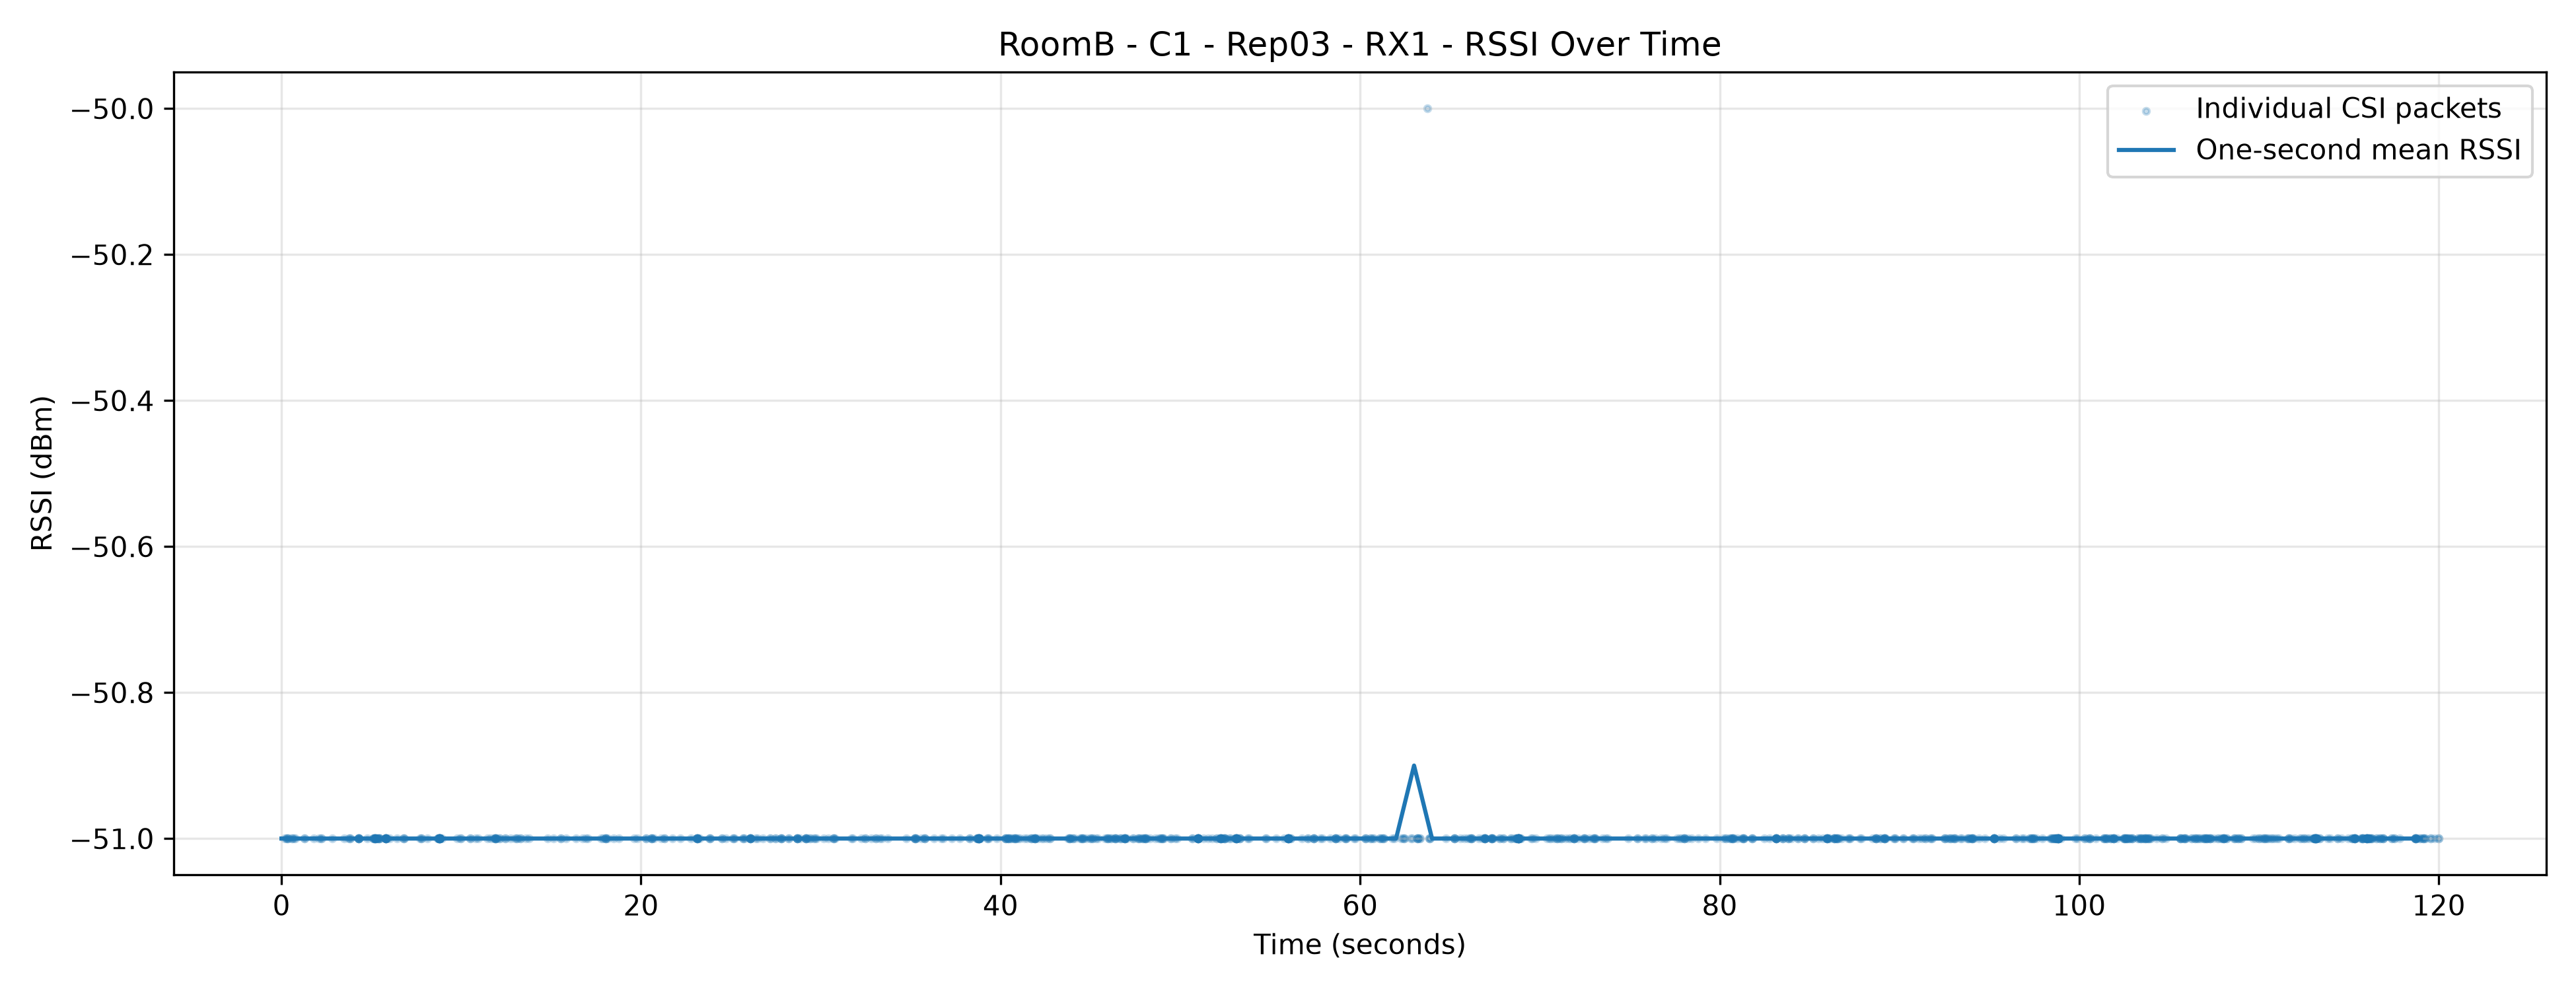 RoomB - C1 - Rep03 - RX1 - RSSI Over Time
Individual CSI packets
One-second mean RSSI
RSSI (dBm)
−50.0
−50.2
−50.4
−50.6
−50.8
−51.0
0 20 40 60 80 100 120
Time (seconds)